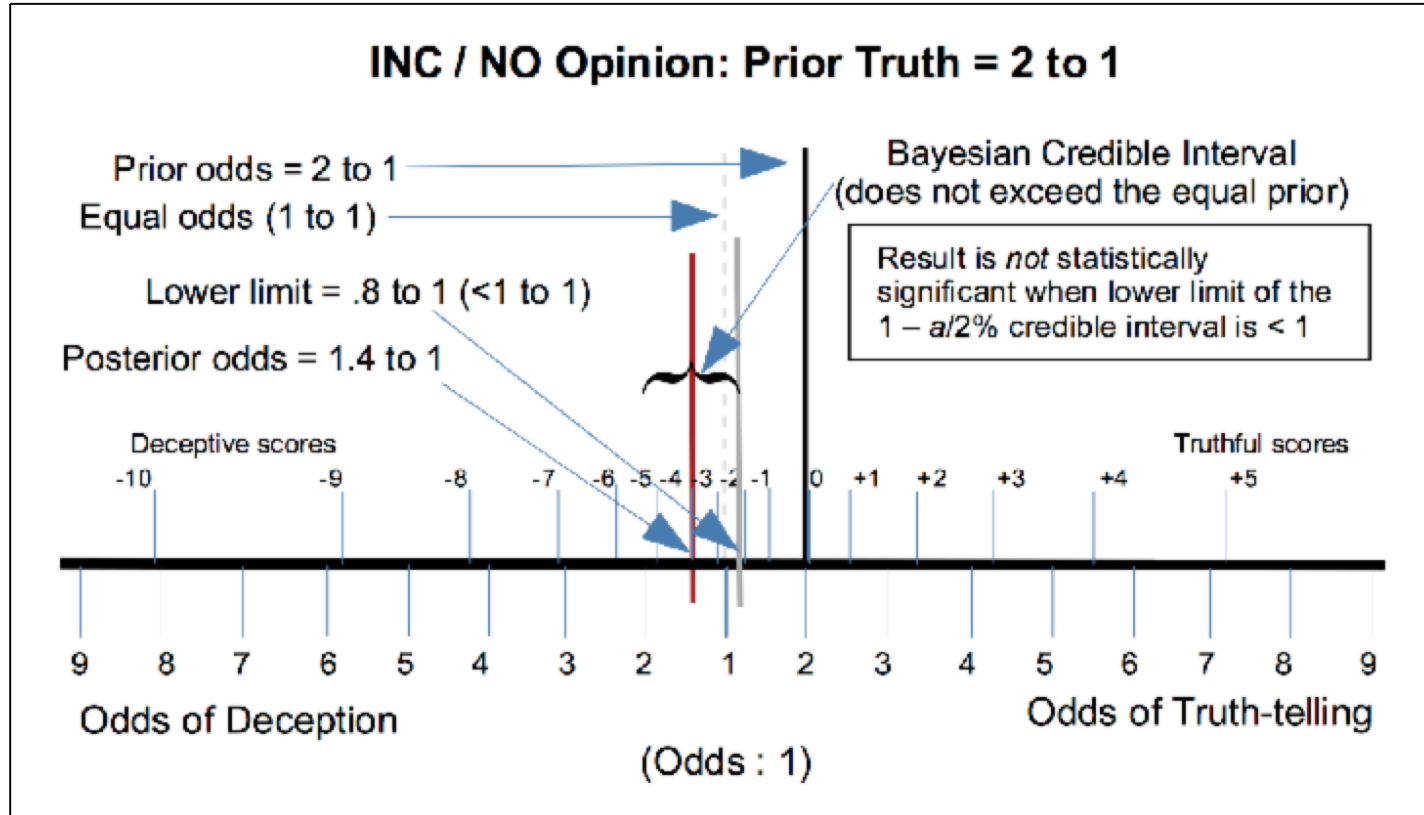 INC / NO Opinion: Prior Truth = 2 to 1
Prior odds = 2 to 1
Equal odds (1 to 1)
Lower limit = .8 to 1 (<1 to 1)
Posterior odds = 1.4 to 1
Bayesian Credible Interval
(does not exceed the equal prior)
Result is not statistically
significant when lower limit of the
1 – a/2% credible interval is < 1
Deceptive scores
Truthful scores
-10 -9 -8 -7 -6 -5 -4 -3 -2 -1 0 +1 +2 +3 +4 +5
9 8 7 6 5 4 3 2 1 2 3 4 5 6 7 8 9
Odds of Deception
Odds of Truth-telling
(Odds : 1)